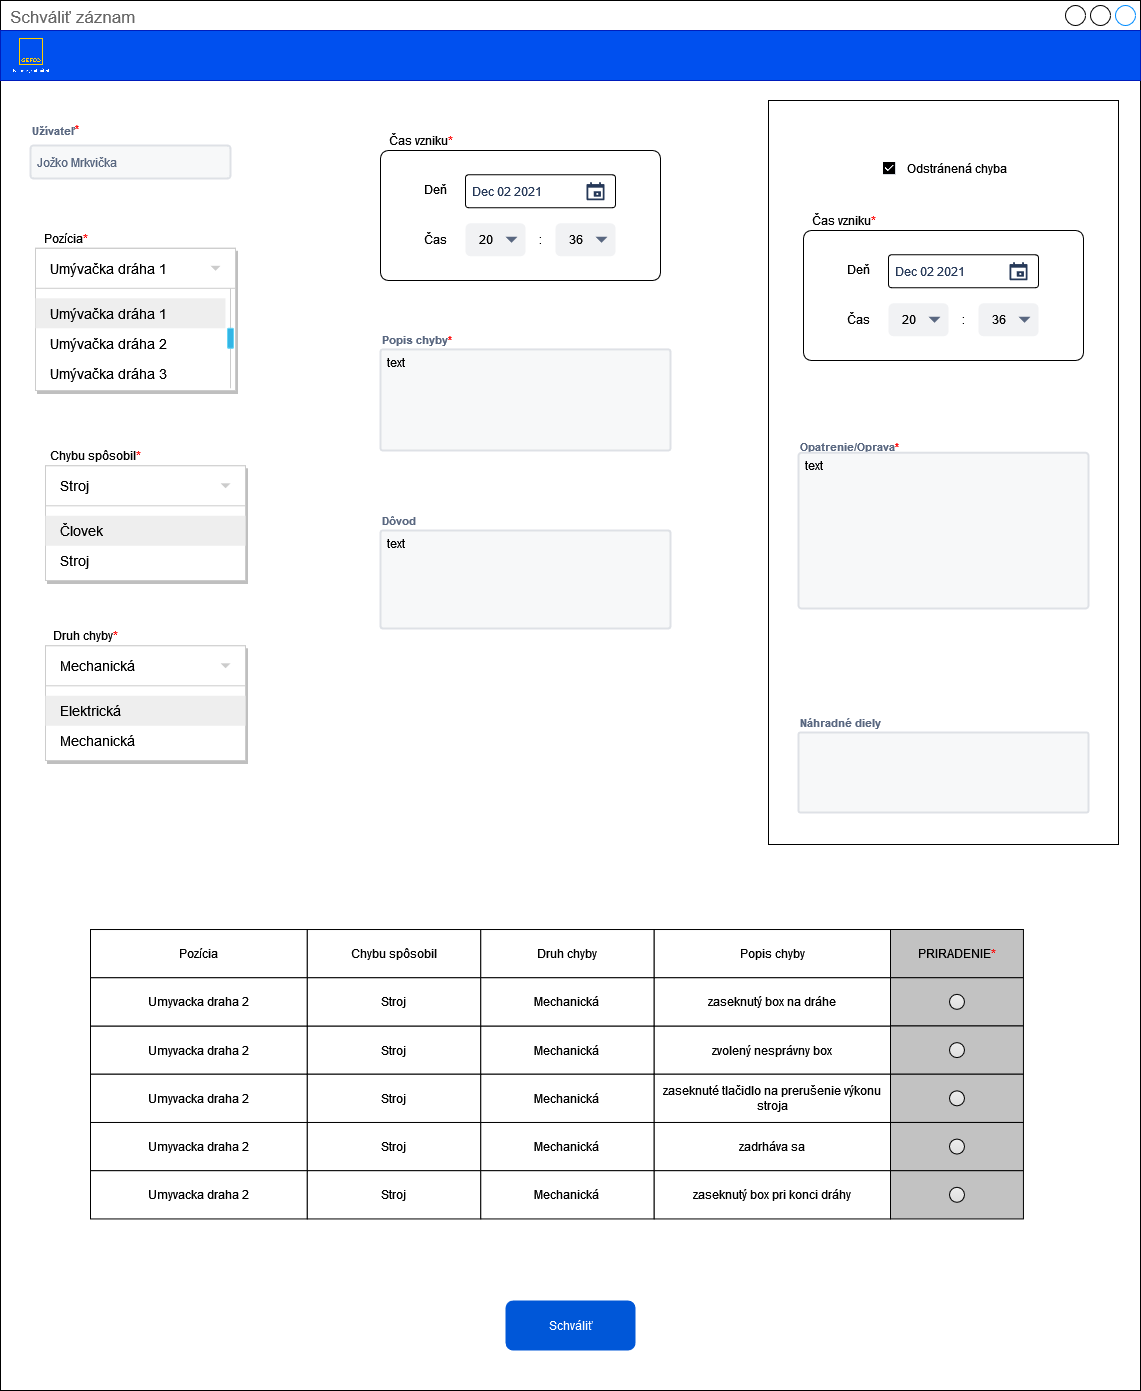 Schváliť záznam
GEFCO
Užívateľ*
Jožko Mrkvička
Pozícia*
Umývačka dráha 1
Umývačka dráha 1
Umývačka dráha 2
Umývačka dráha 3
Chybu spôsobil*
Stroj
Človek
Stroj
Druh chyby*
Mechanická
Elektrická
Mechanická
Čas vzniku*
Deň Dec 02 2021
Čas 20 : 36
Popis chyby*
text
Dôvod
text
Odstránená chyba
Čas vzniku*
Deň Dec 02 2021
Čas 20 : 36
Opatrenie/Oprava*
text
Náhradné diely
Pozícia Chybu spôsobil Druh chyby Popis chyby PRIRADENIE*
Umyvacka draha 2 Stroj Mechanická zaseknutý box na dráhe
Umyvacka draha 2 Stroj Mechanická zvolený nesprávny box
Umyvacka draha 2 Stroj Mechanická zaseknuté tlačidlo na prerušenie výkonu
stroja
Umyvacka draha 2 Stroj Mechanická zadrháva sa
Umyvacka draha 2 Stroj Mechanická zaseknutý box pri konci dráhy
Schváliť